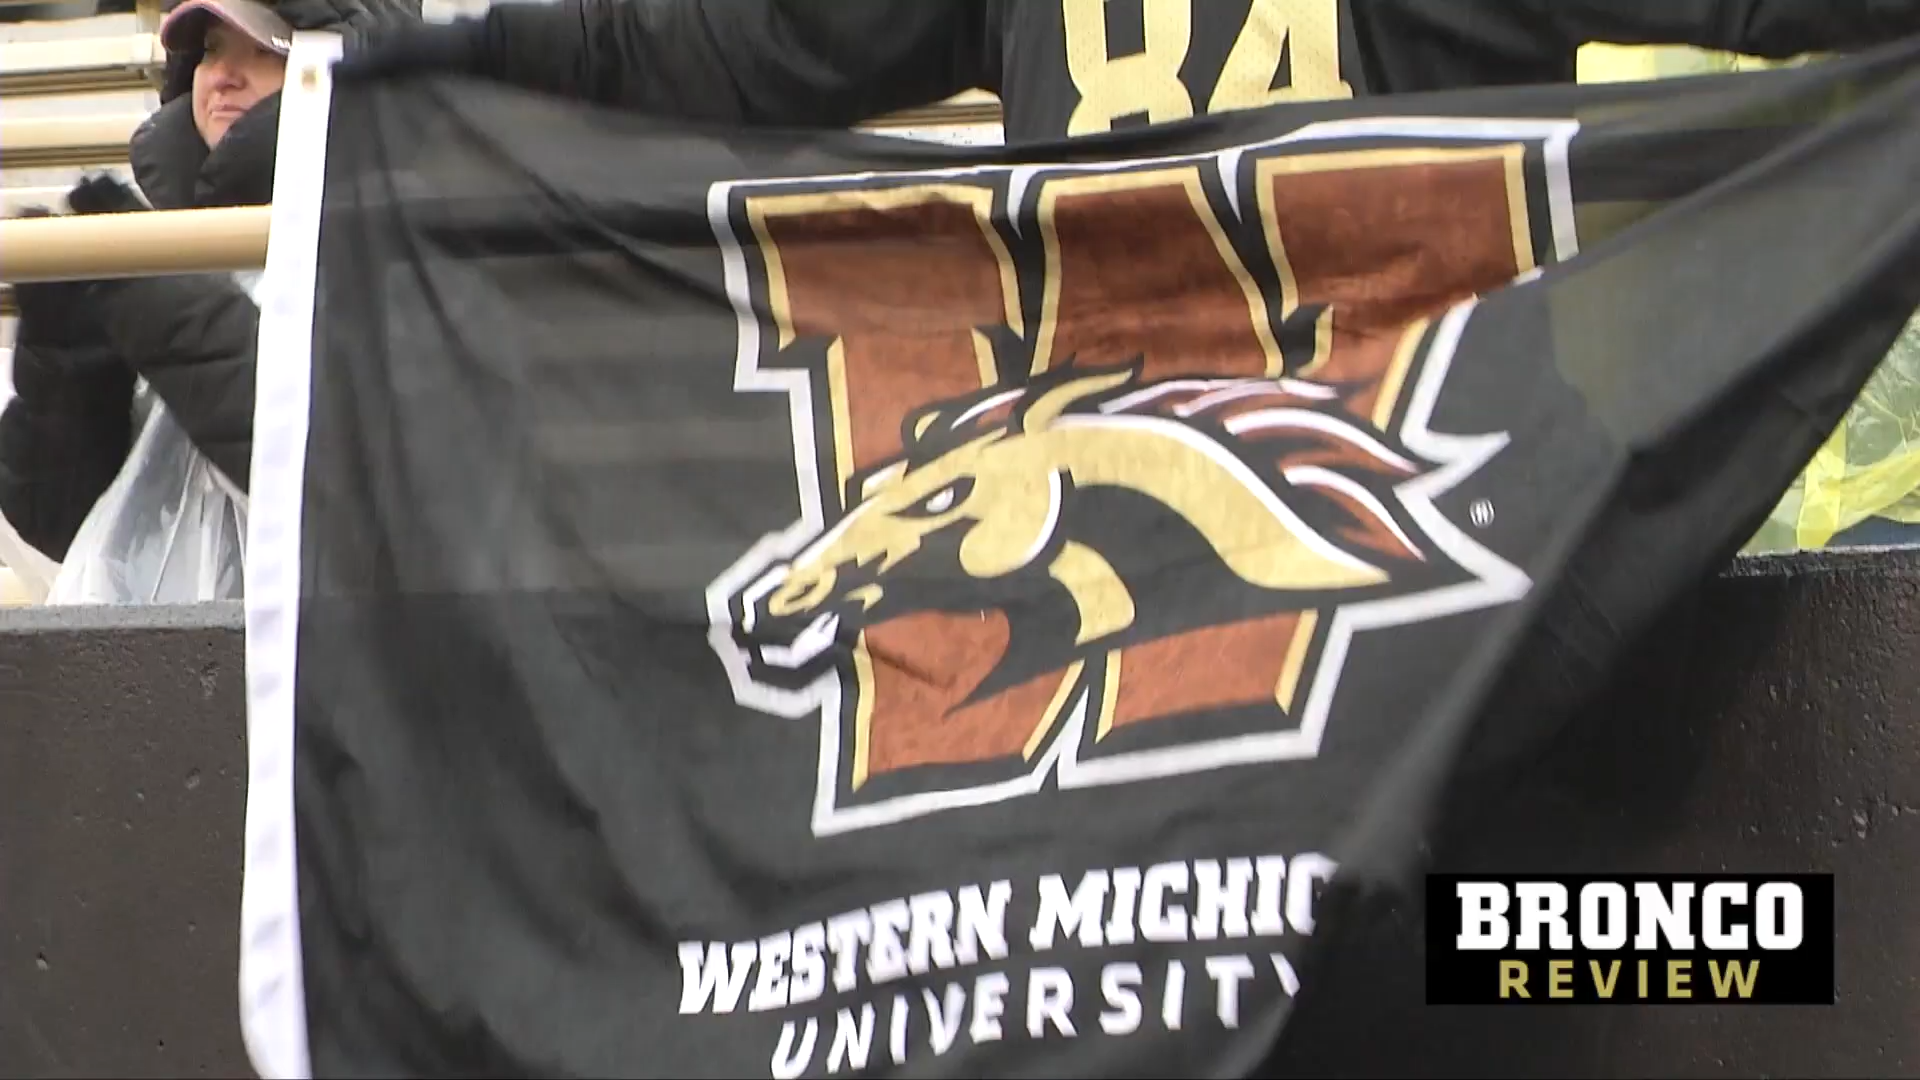 84
W
®
WESTERN MICHIG
UNIVERSITY
BRONCO
REVIEW